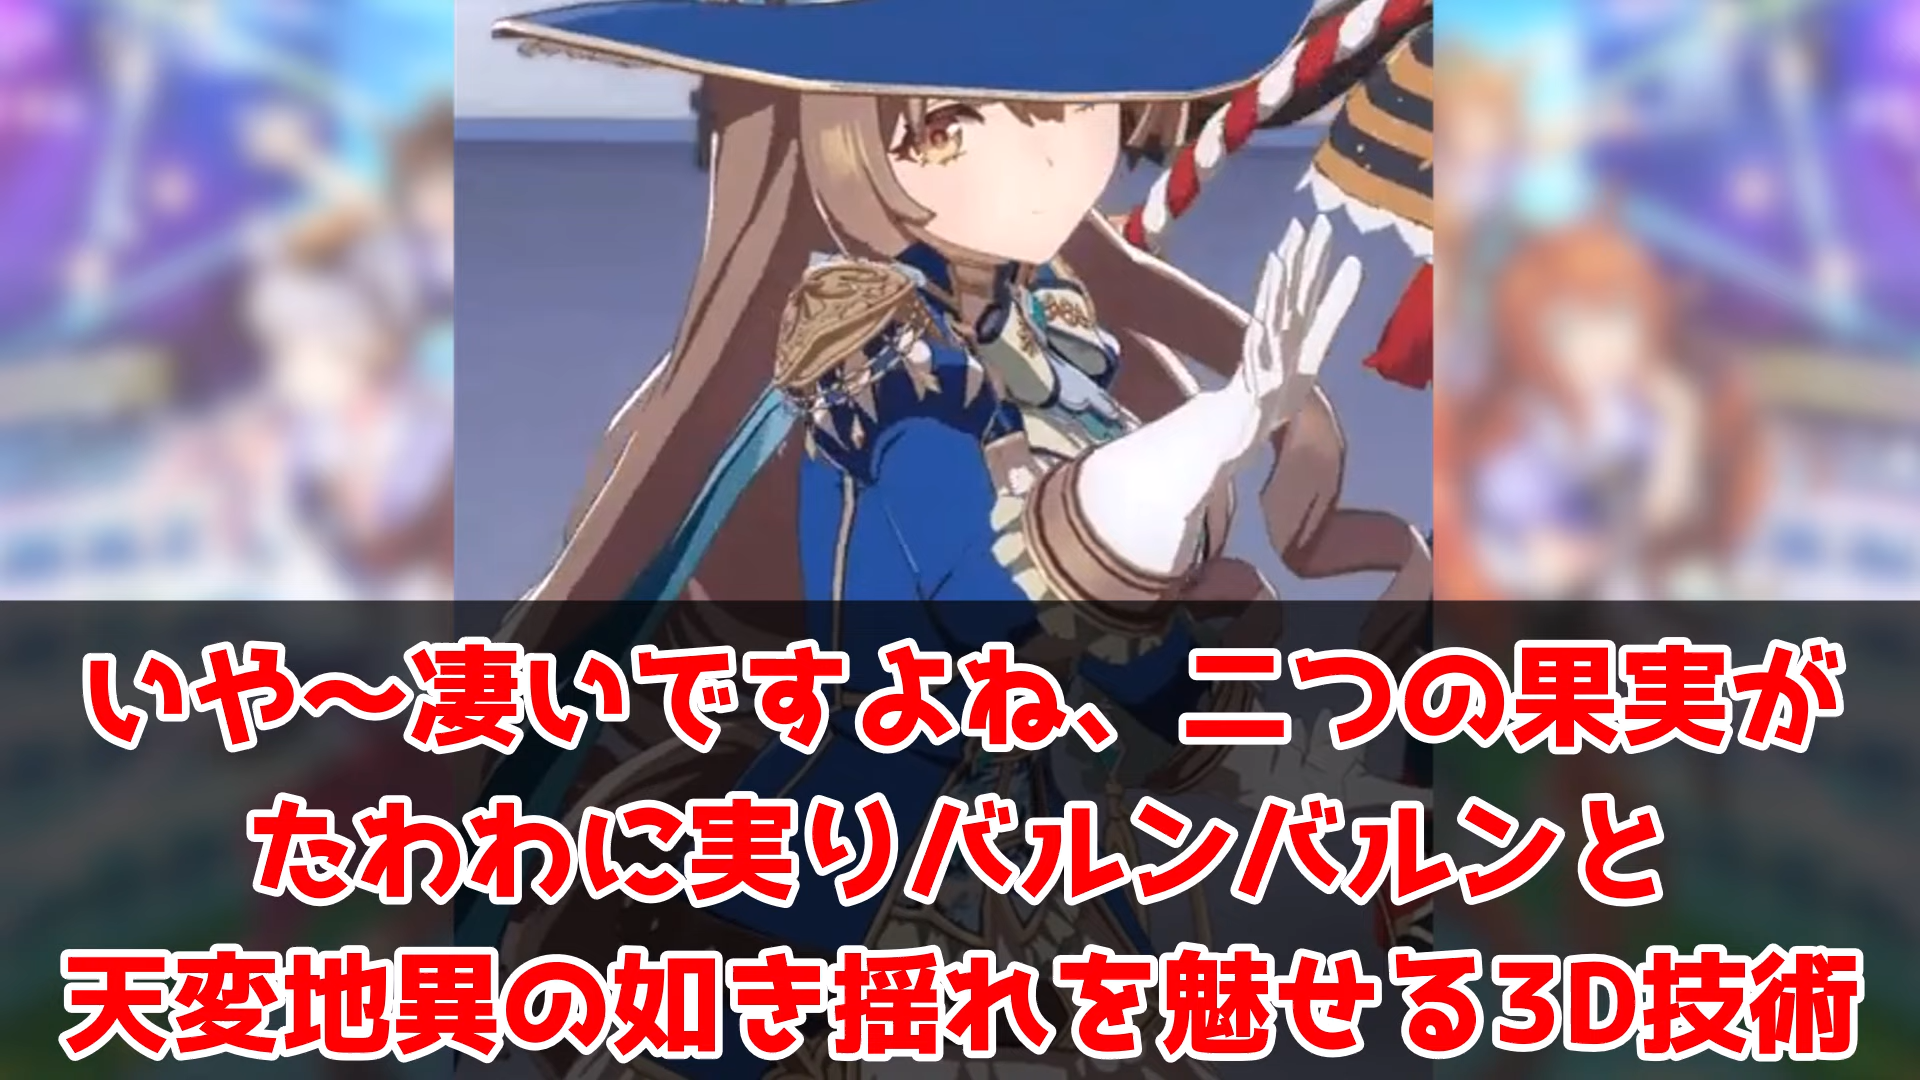 いや～凄いですよね、二つの果実が
たわわに実りバルンバルンと
天変地異の如き揺れを魅せる3D技術